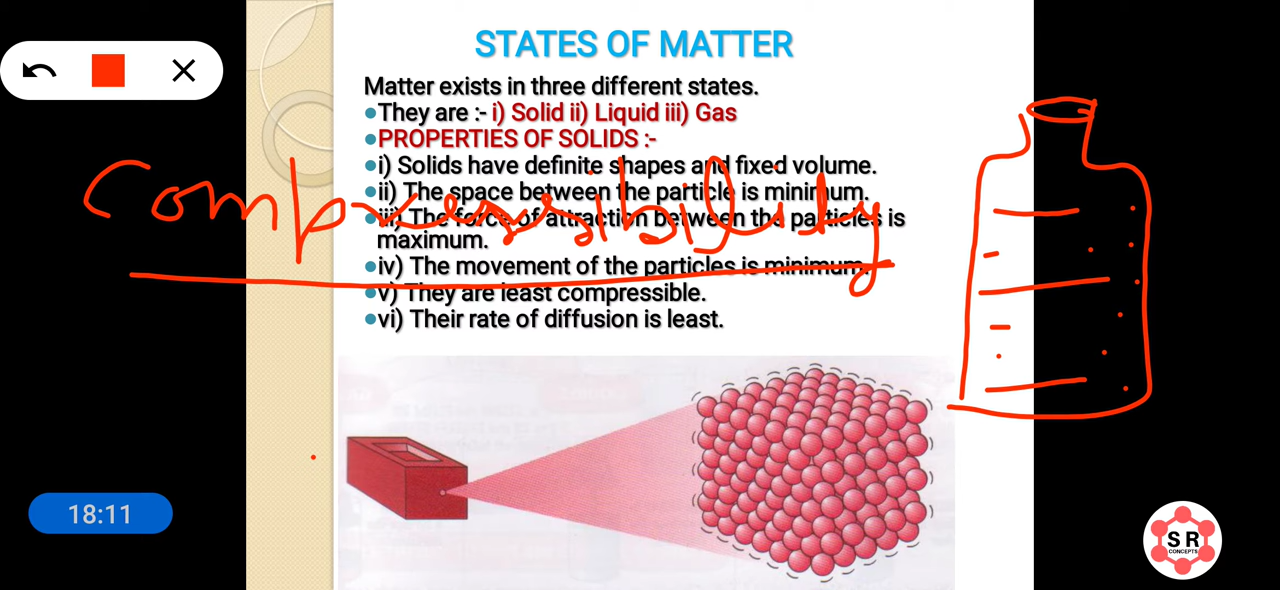 STATES OF MATTER
Matter exists in three different states.
They are :- i) Solid ii) Liquid iii) Gas
PROPERTIES OF SOLIDS :-
i) Solids have definite shapes and fixed volume.
ii) The space between the particle is minimum.
iii) The force of attraction between the particles is
maximum.
iv) The movement of the particles is minimum.
v) They are least compressible.
vi) Their rate of diffusion is least.
Compressibility
18:11
S R
CONCEPTS